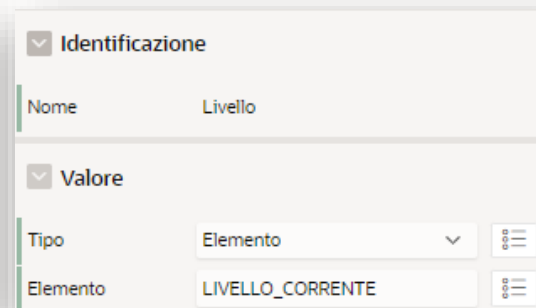 Identificazione
Nome Livello
Valore
Tipo Elemento
Elemento LIVELLO_CORRENTE